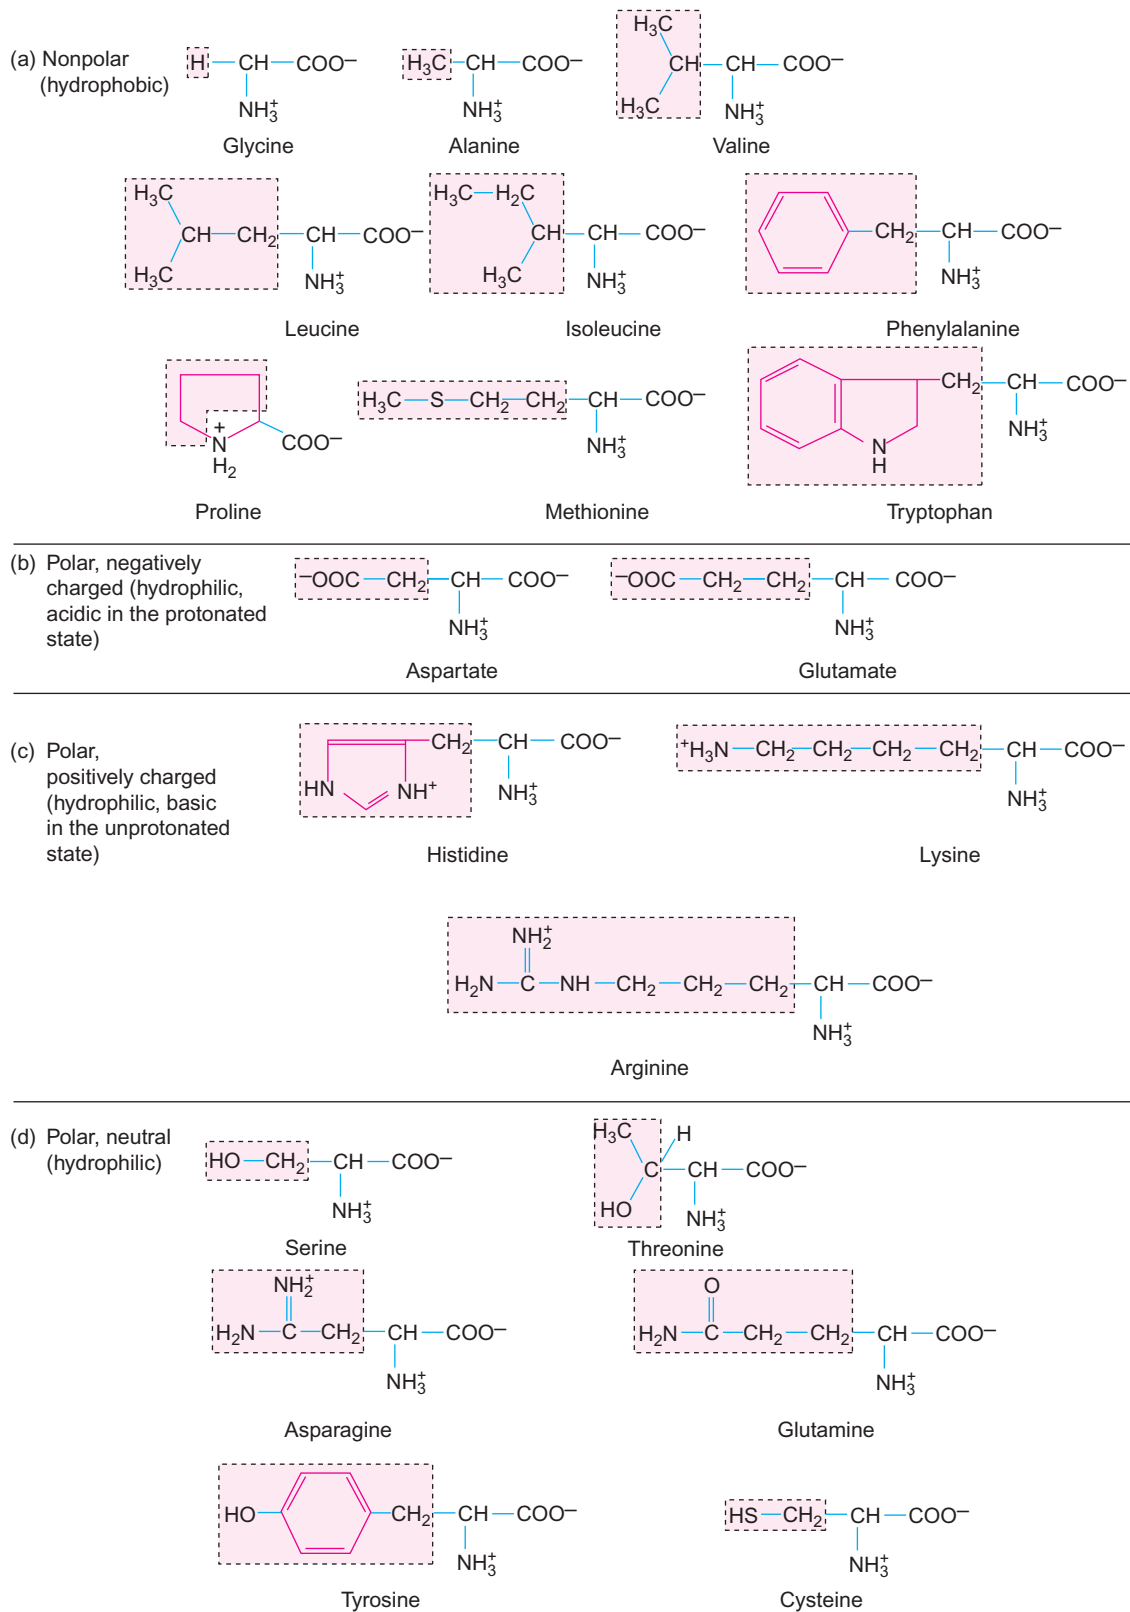 (a) Nonpolar
(hydrophobic)
H—CH—COO⁻
NH₃⁺
Glycine
H₃C—CH—COO⁻
NH₃⁺
Alanine
H₃C
CH—CH—COO⁻
H₃C
NH₃⁺
Valine
H₃C
CH—CH₂—CH—COO⁻
H₃C
NH₃⁺
Leucine
H₃C—H₂C
CH—CH—COO⁻
H₃C
NH₃⁺
Isoleucine
CH₂—CH—COO⁻
NH₃⁺
Phenylalanine
+
N
H₂
COO⁻
Proline
H₃C—S—CH₂—CH₂—CH—COO⁻
NH₃⁺
Methionine
CH₂—CH—COO⁻
NH₃⁺
N
H
Tryptophan
(b) Polar, negatively
charged (hydrophilic,
acidic in the protonated
state)
⁻OOC—CH₂—CH—COO⁻
NH₃⁺
Aspartate
⁻OOC—CH₂—CH₂—CH—COO⁻
NH₃⁺
Glutamate
(c) Polar,
positively charged
(hydrophilic, basic
in the unprotonated
state)
CH₂—CH—COO⁻
HN
NH⁺
NH₃⁺
Histidine
⁺H₃N—CH₂—CH₂—CH₂—CH₂—CH—COO⁻
NH₃⁺
Lysine
NH₂⁺
H₂N—C—NH—CH₂—CH₂—CH₂—CH—COO⁻
NH₃⁺
Arginine
(d) Polar, neutral
(hydrophilic)
HO—CH₂—CH—COO⁻
NH₃⁺
Serine
H₃C
H
C—CH—COO⁻
HO
NH₃⁺
Threonine
NH₂⁺
H₂N—C—CH₂—CH—COO⁻
NH₃⁺
Asparagine
O
H₂N—C—CH₂—CH₂—CH—COO⁻
NH₃⁺
Glutamine
HO
CH₂—CH—COO⁻
NH₃⁺
Tyrosine
HS—CH₂—CH—COO⁻
NH₃⁺
Cysteine